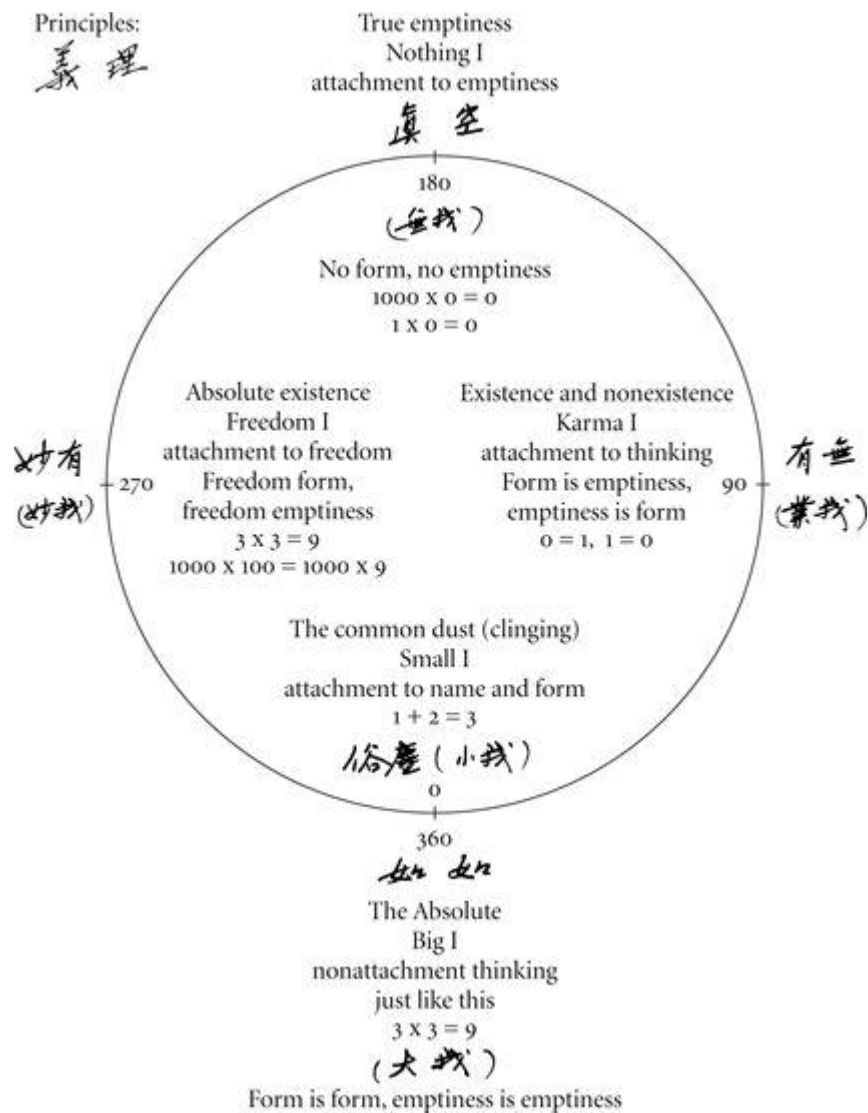 Principles:
義理
True emptiness
Nothing I
attachment to emptiness
眞空
180
(無我)
No form, no emptiness
1000 x 0 = 0
1 x 0 = 0
Absolute existence
Freedom I
attachment to freedom
Freedom form,
freedom emptiness
3 x 3 = 9
1000 x 100 = 1000 x 9
妙有
(妙我)
270
Existence and nonexistence
Karma I
attachment to thinking
Form is emptiness,
emptiness is form
0 = 1, 1 = 0
90
有無
(業我)
The common dust (clinging)
Small I
attachment to name and form
1 + 2 = 3
俗塵(小我)
0
360
如如
The Absolute
Big I
nonattachment thinking
just like this
3 x 3 = 9
(大我)
Form is form, emptiness is emptiness